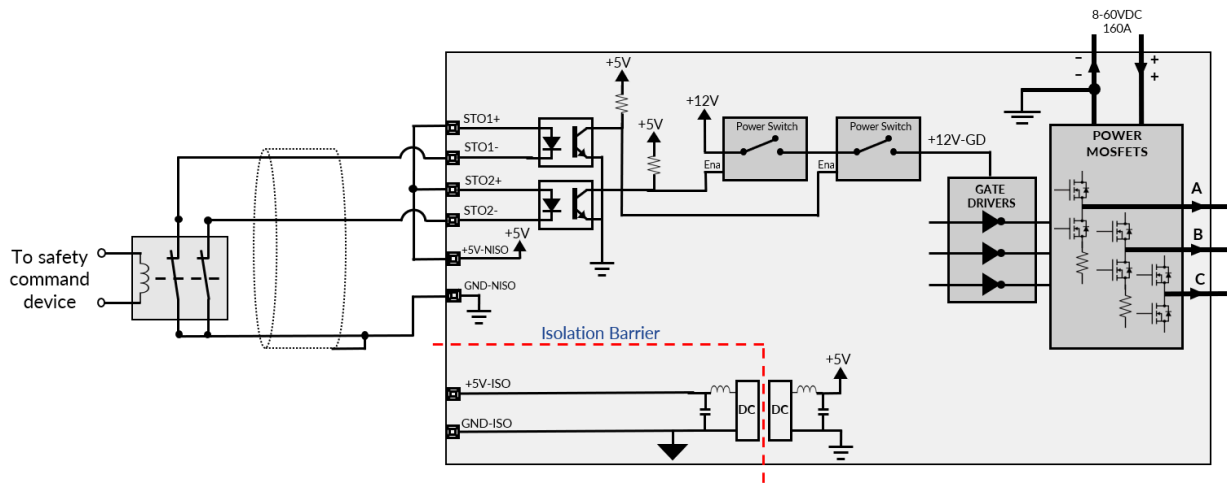 8-60VDC
160A
+5V
STO1+
+12V
Power Switch
Power Switch
+5V
STO1-
+12V-GD
POWER
MOSFETS
Ena
Ena
STO2+
GATE
DRIVERS
A
STO2-
+5V
B
To safety
command
device
+5V-NISO
C
GND-NISO
Isolation Barrier
+5V
+5V-ISO
DC
DC
GND-ISO